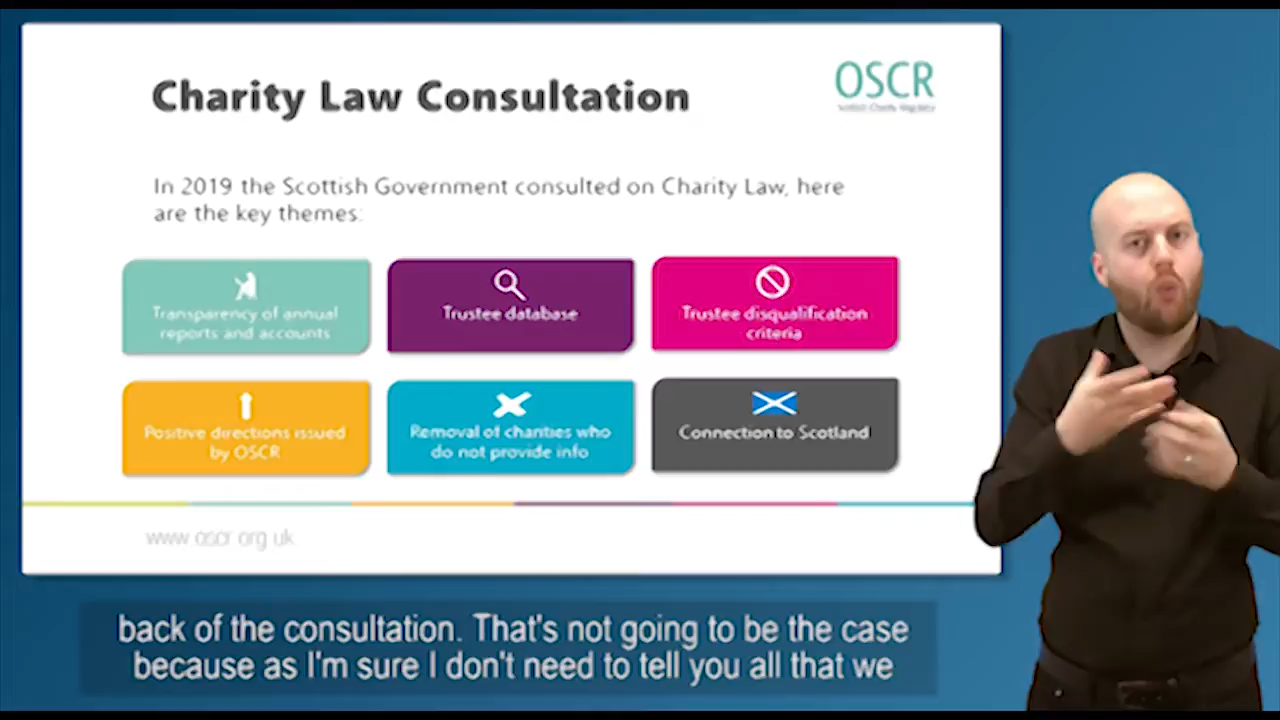 Charity Law Consultation
OSCR
Scottish Charity Regulator
In 2019 the Scottish Government consulted on Charity Law, here
are the key themes:
Transparency of annual
reports and accounts
Trustee database
Trustee disqualification
criteria
Positive directions issued
by OSCR
Removal of charities who
do not provide info
Connection to Scotland
www.oscr.org.uk
back of the consultation. That's not going to be the case
because as I'm sure I don't need to tell you all that we